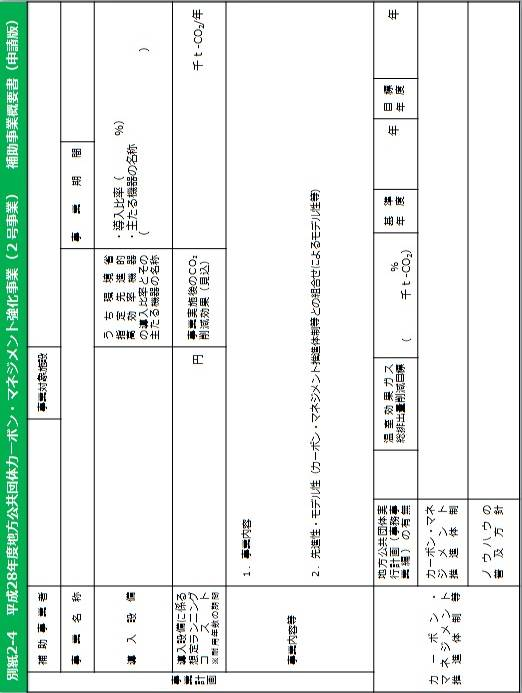 別紙2-4　平成28年度地方公共団体カーボン・マネジメント強化事業（２号事業）　補助事業概要書（申請版）
補助事業者
事業対象施設
事業名称
事業期間
事業計画
導入設備
うち環境省
指定先進的
高効率機器
の導入比率とその
主たる機器の名称
・導入比率（　　　　%）
・主たる機器の名称
（　　　　　　　　　　）
導入設備に係る
想定ランニング
コスト
※耐用年数の期間
円
事業実施後のCO₂
削減効果（見込）
千ｔ-CO₂/年
事業内容等
１．事業内容
２．先進性・モデル性（カーボン・マネジメント推進体制等との組合せによるモデル性等）
カーボン・
マネジメント
推進体制等
地方公共団体実
行計画（事務事
業編）の有無
温室効果ガス
総排出量削減目標
%
（　　　千ｔ-CO₂）
基準
年度
年
目標
年度
年
カーボン・マネ
ジメント
推進体制
ノウハウの
普及方針